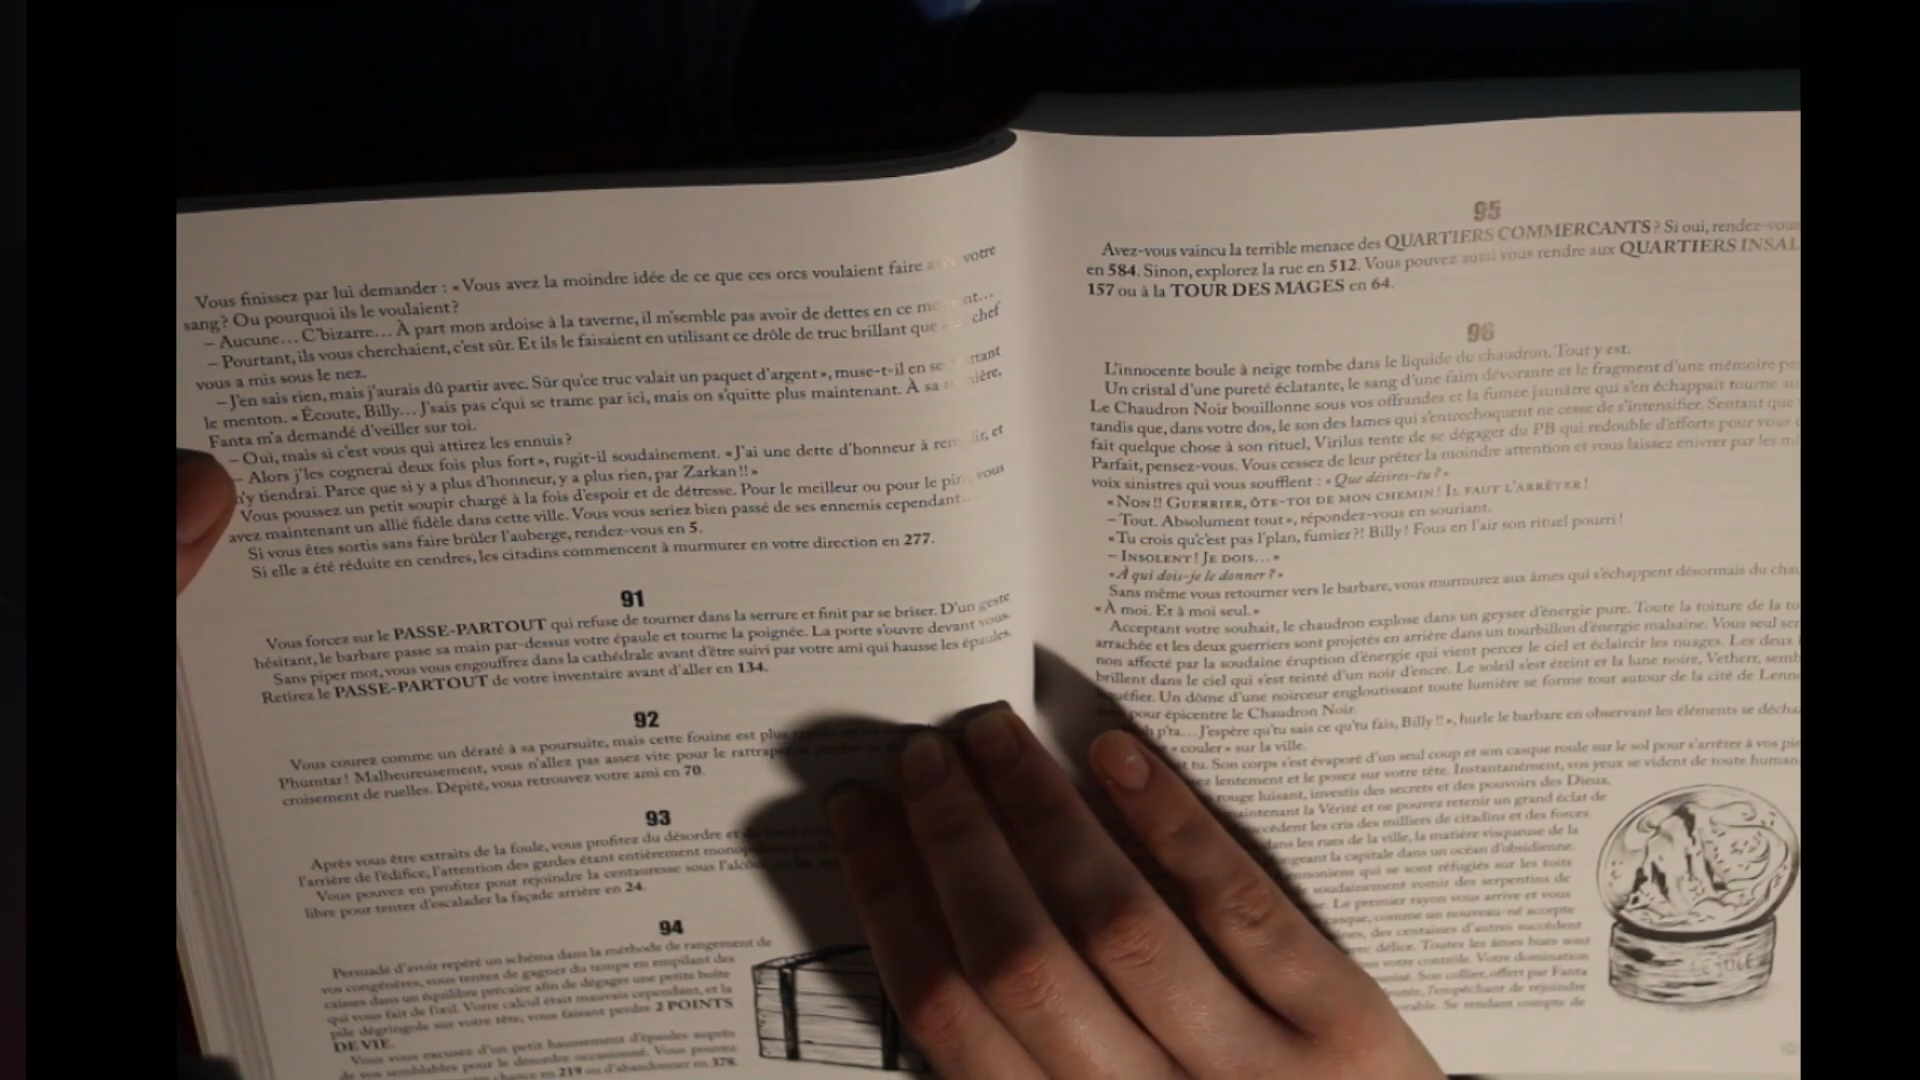 Vous finissez par lui demander : « Vous avez la moindre idée de ce que ces orcs voulaient faire votre
sang ? Ou pourquoi ils le voulaient ?
– Aucune… C'bizarre… À part mon ardoise à la taverne, il m'semble pas avoir de dettes en ce
– Pourtant, ils vous cherchaient, c'est sûr. Et ils le faisaient en utilisant ce drôle de truc brillant que chef
vous a mis sous le nez.
– J'en sais rien, mais j'aurais dû partir avec. Sûr qu'ce truc valait un paquet d'argent », muse-t-il en se
le menton. « Écoute, Billy… J'sais pas c'qui se trame par ici, mais on s'quitte plus maintenant. À sa
Fanta m'a demandé d'veiller sur toi.
– Oui, mais si c'est vous qui attirez les ennuis ?
– Alors j'les cognerai deux fois plus fort », rugit-il soudainement. « J'ai une dette d'honneur à et
n'y tiendrai. Parce que si y a plus d'honneur, y a plus rien, par Zarkan !! »
Vous poussez un petit soupir chargé à la fois d'espoir et de détresse. Pour le meilleur ou pour le vous
avez maintenant un allié fidèle dans cette ville. Vous vous seriez bien passé de ses ennemis cependant…
Si vous êtes sortis sans faire brûler l'auberge, rendez-vous en 5.
Si elle a été réduite en cendres, les citadins commencent à murmurer en votre direction en 277.
91
Vous forcez sur le PASSE-PARTOUT qui refuse de tourner dans la serrure et finit par se briser. D'un geste
hésitant, le barbare passe sa main par-dessus votre épaule et tourne la poignée. La porte s'ouvre devant vous.
Sans piper mot, vous vous engouffrez dans la cathédrale avant d'être suivi par votre ami qui hausse les épaules.
Retirez le PASSE-PARTOUT de votre inventaire avant d'aller en 134.
92
Vous courez comme un dératé à sa poursuite, mais cette fouine est plus
Phumtar ! Malheureusement, vous n'allez pas assez vite pour le
croisement de ruelles. Dépité, vous retrouvez votre ami en 70.
93
Après vous être extraits de la foule, vous profitez du désordre et
l'arrière de l'édifice, l'attention des gardes étant entièrement
Vous pouvez en profiter pour rejoindre la centauresse sous
libre pour tenter d'escalader la façade arrière en 24.
94
Persuadé d'avoir repéré un schéma dans la méthode de rangement de
vos congénères, vous tentez de gagner du temps en empilant des
caisses dans un équilibre précaire afin de dégager une petite boîte
qui vous fait de l'œil. Votre calcul était mauvais cependant, et la
pile dégringole sur votre tête, vous faisant perdre 2 POINTS
DE VIE.
Vous vous excusez d'un petit haussement d'épaules auprès
de vos semblables pour le désordre occasionné. Vous pouvez
chance en 219 ou d'abandonner en 378.
95
Avez-vous vaincu la terrible menace des QUARTIERS COMMERCANTS ? Si oui, rendez-vous
en 584. Sinon, explorez la rue en 512. Vous pouvez aussi vous rendre aux QUARTIERS
157 ou à la TOUR DES MAGES en 64.
96
L'innocente boule à neige tombe dans le liquide du chaudron. Tout y est.
Un cristal d'une pureté éclatante, le sang d'une faim dévorante et le fragment d'une mémoire
Le Chaudron Noir bouillonne sous vos offrandes et la fumée jaunâtre qui s'en échappait tourne au
tandis que, dans votre dos, le son des lames qui s'entrechoquent ne cesse de s'intensifier. Sentant que
fait quelque chose à son rituel, Virilus tente de se dégager du PB qui redouble d'efforts pour vous
Parfait, pensez-vous. Vous cessez de leur prêter la moindre attention et vous laissez enivrer par les
voix sinistres qui vous soufflent : « Que désires-tu ? »
« NON !! GUERRIER, ÔTE-TOI DE MON CHEMIN ! IL FAUT L'ARRÊTER !
– Tout. Absolument tout », répondez-vous en souriant.
« Tu crois qu'c'est pas l'plan, fumier ?! Billy ! Fous en l'air son rituel pourri !
– INSOLENT ! JE DOIS… »
« À qui dois-je le donner ? »
Sans même vous retourner vers le barbare, vous murmurez aux âmes qui s'échappent désormais du
« À moi. Et à moi seul. »
Acceptant votre souhait, le chaudron explose dans un geyser d'énergie pure. Toute la toiture de la
arrachée et les deux guerriers sont projetés en arrière dans un tourbillon d'énergie malsaine. Vous seul
non affecté par la soudaine éruption d'énergie qui vient percer le ciel et éclaircir les nuages. Les deux
brillent dans le ciel qui s'est teinté d'un noir d'encre. Le soleil s'est éteint et la lune noire, Vetherr,
Un dôme d'une noirceur engloutissant toute lumière se forme tout autour de la cité de
pour épicentre le Chaudron Noir.
p'ta… J'espère qu'tu sais ce qu'tu fais, Billy !! », hurle le barbare en observant les éléments se
« couler » sur la ville.
tu. Son corps s'est évaporé d'un seul coup et son casque roule sur le sol pour s'arrêter à vos
lentement et le posez sur votre tête. Instantanément, vos yeux se vident de toute
rouge luisant, investis des secrets et des pouvoirs des Dieux.
la Vérité et ne pouvez retenir un grand éclat de
les cris des milliers de citadins et des forces
dans les rues de la ville, la matière visqueuse de la
la capitale dans un océan d'obsidienne.
qui se sont réfugiés sur les toits
soudainement vomir des serpentins de
Le premier rayon vous arrive et vous
casque, comme un nouveau-né accepte
des centaines d'autres succèdent
délice. Toutes les âmes bues sont
votre contrôle. Votre domination
Son collier, offert par Fanta
l'empêchant de rejoindre
Se rendant compte de